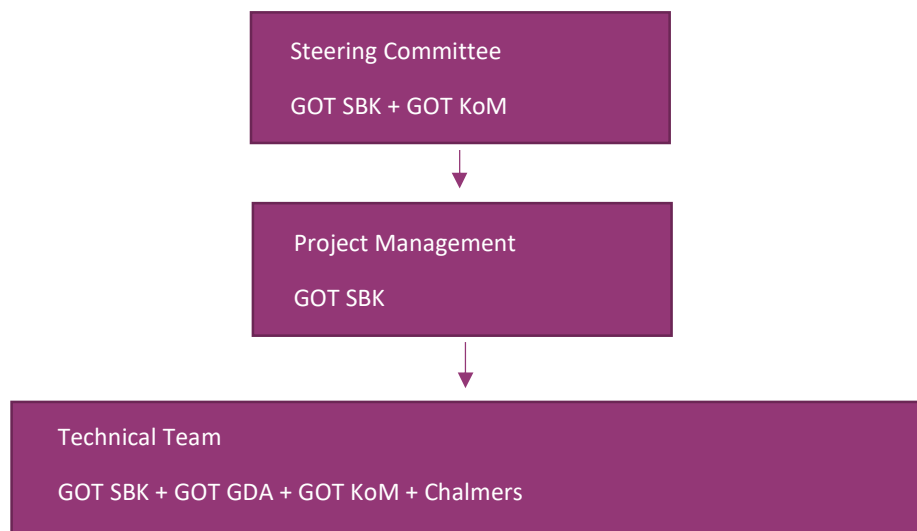 Steering Committee
GOT SBK + GOT KoM
Project Management
GOT SBK
Technical Team
GOT SBK + GOT GDA + GOT KoM + Chalmers